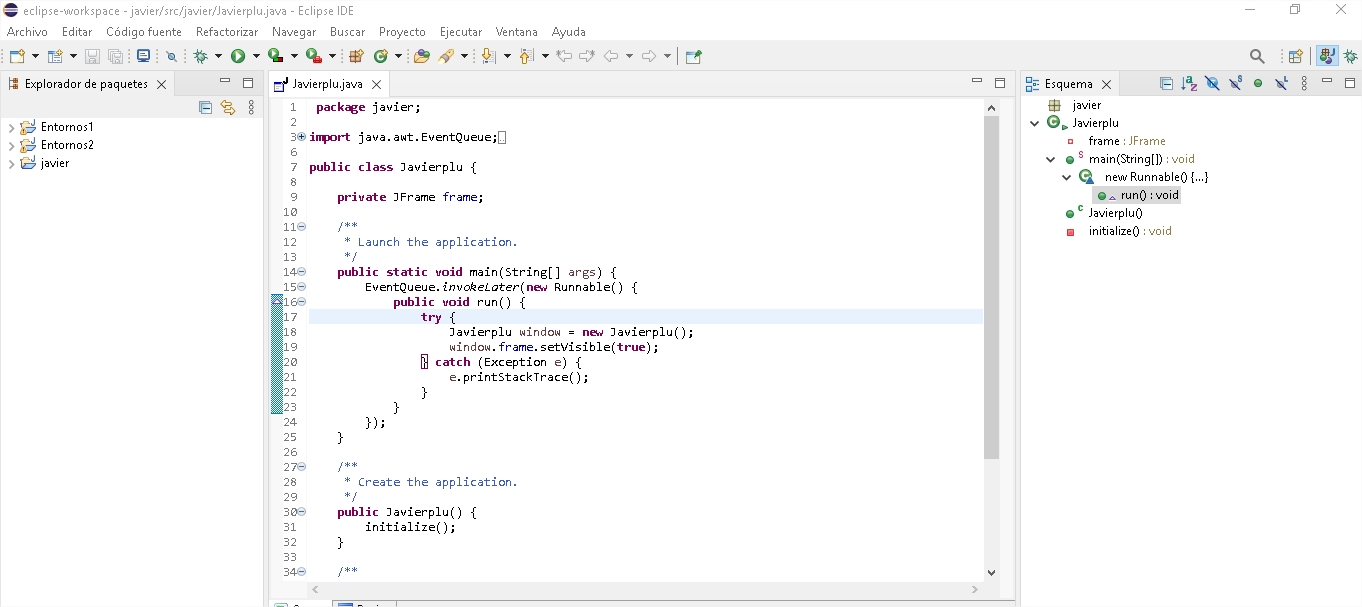 eclipse-workspace - javier/src/javier/Javierplu.java - Eclipse IDE
Archivo Editar Código fuente Refactorizar Navegar Buscar Proyecto Ejecutar Ventana Ayuda
Explorador de paquetes
Entornos1
Entornos2
javier
Javierplu.java
1 package javier;
2
3 import java.awt.EventQueue;
6
7 public class Javierplu {
8
9 private JFrame frame;
10
11 /**
12 * Launch the application.
13 */
14 public static void main(String[] args) {
15 EventQueue.invokeLater(new Runnable() {
16 public void run() {
17 try {
18 Javierplu window = new Javierplu();
19 window.frame.setVisible(true);
20 } catch (Exception e) {
21 e.printStackTrace();
22 }
23 }
24 });
25 }
26
27 /**
28 * Create the application.
29 */
30 public Javierplu() {
31 initialize();
32 }
33
34 /**
Esquema
javier
Javierplu
frame : JFrame
main(String[]) : void
new Runnable() {...}
run() : void
Javierplu()
initialize() : void